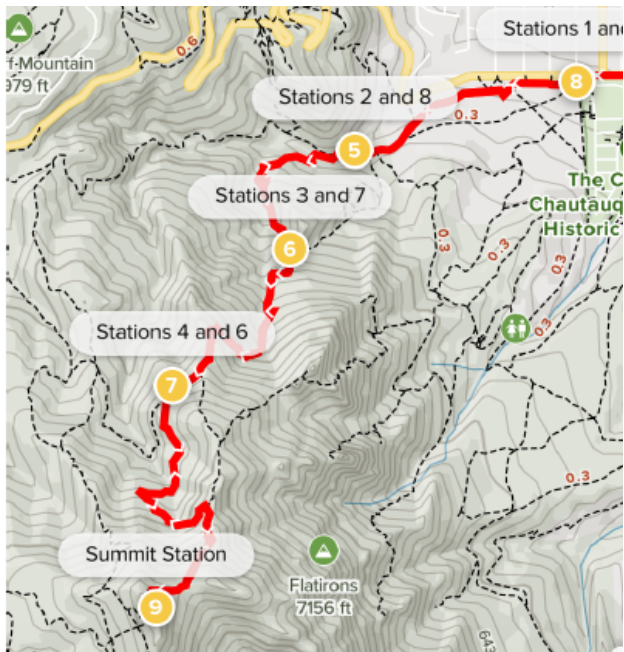 Stations 1 and
0.6
f-Mountain
979 ft
8
Stations 2 and 8
0.3
5
The C
Chautauq
Historic
Stations 3 and 7
6
0.3
0.3
0.3
0.3
Stations 4 and 6
7
0.3
Summit Station
Flatirons
7156 ft
9
643